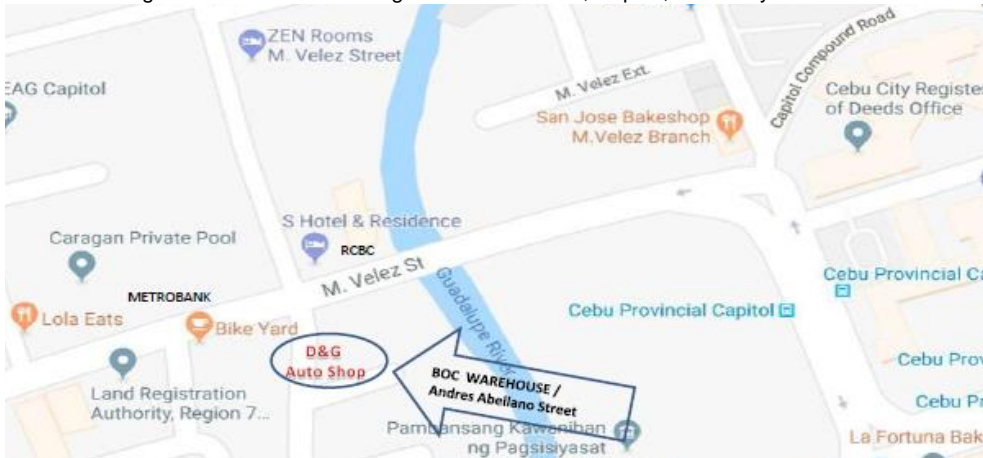 ZEN Rooms
M. Velez Street
EAG Capitol
M. Velez Ext.
Capitol Compound Road
Cebu City Register
of Deeds Office
San Jose Bakeshop
M.Velez Branch
S Hotel & Residence
RCBC
Caragan Private Pool
M. Velez St
Guadalupe River
METROBANK
Lola Eats
Bike Yard
Cebu Provincial Capitol
Cebu Provincial Ca
D&G
Auto Shop
BOC WAREHOUSE /
Andres Abellano Street
Land Registration
Authority, Region 7...
Cebu Prov
Cebu Pr
Pambansang Kawanihan
ng Pagsisiyasat
La Fortuna Bak